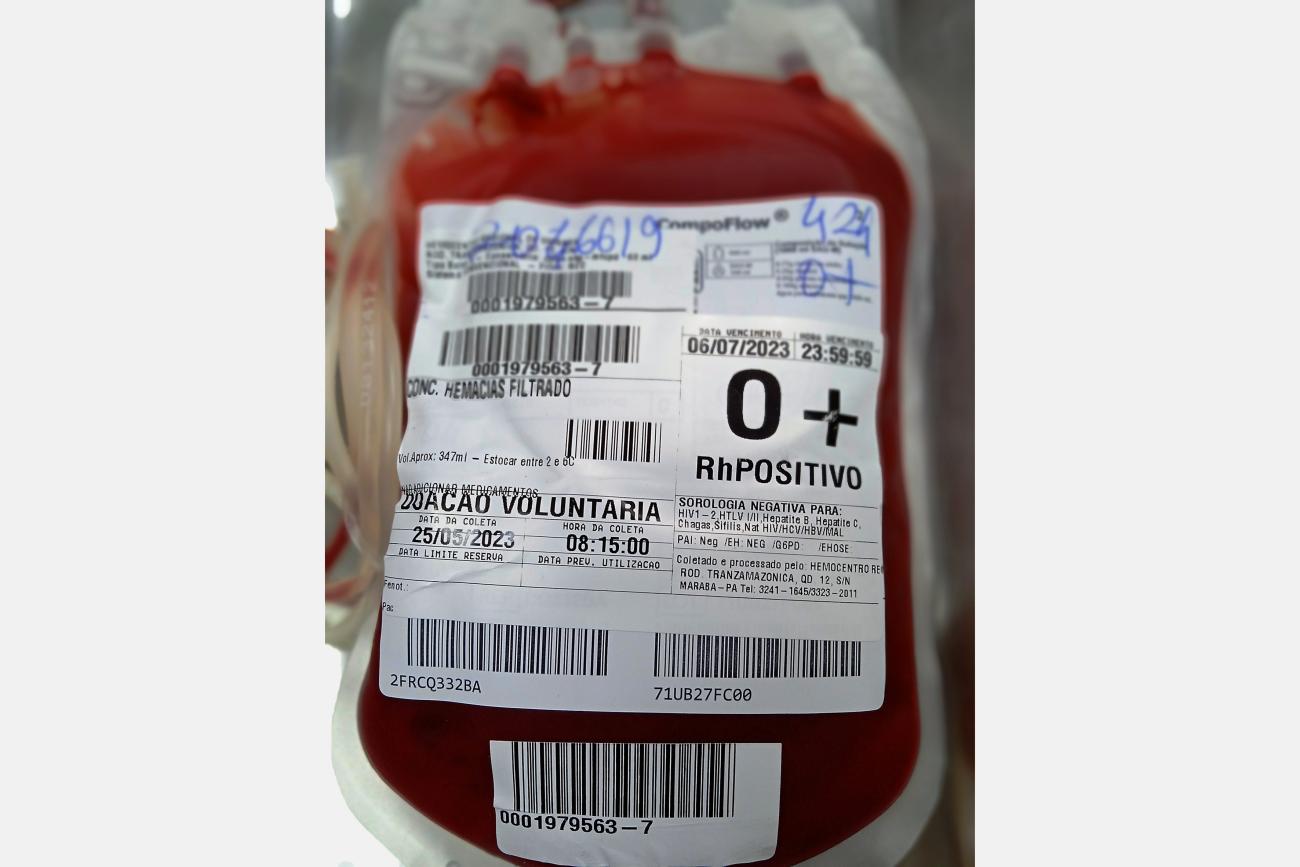 CompoFlow®
424
0+
0001979563-7
0001979563-7
CONC. HEMACIAS FILTRADO
Vol.Aprox: 347ml - Estocar entre 2 e 6C
ADICIONAR MEDICAMENTOS
DOACAO VOLUNTARIA
DATA DA COLETA HORA DA COLETA
25/05/2023 08:15:00
DATA LIMITE RESERVA DATA PREV. UTILIZACAO
Fenot.:
Pac
DATA VENCIMENTO HORA VENCIMENTO
06/07/2023 23:59:59
O +
RhPOSITIVO
SOROLOGIA NEGATIVA PARA:
HIV1-2,HTLV I/II,Hepatite B, Hepatite C,
Chagas,Sifilis,Nat HIV/HCV/HBV/MAL
PAI: Neg /EH: NEG /G6PD: /EHOSE:
Coletado e processado pelo: HEMOCENTRO RE
ROD. TRANZAMAZONICA, QD. 12, S/N
MARABA-PA Tel: 3241-1645/3323-2011
2FRCQ332BA
71UB27FC00
0001979563-7